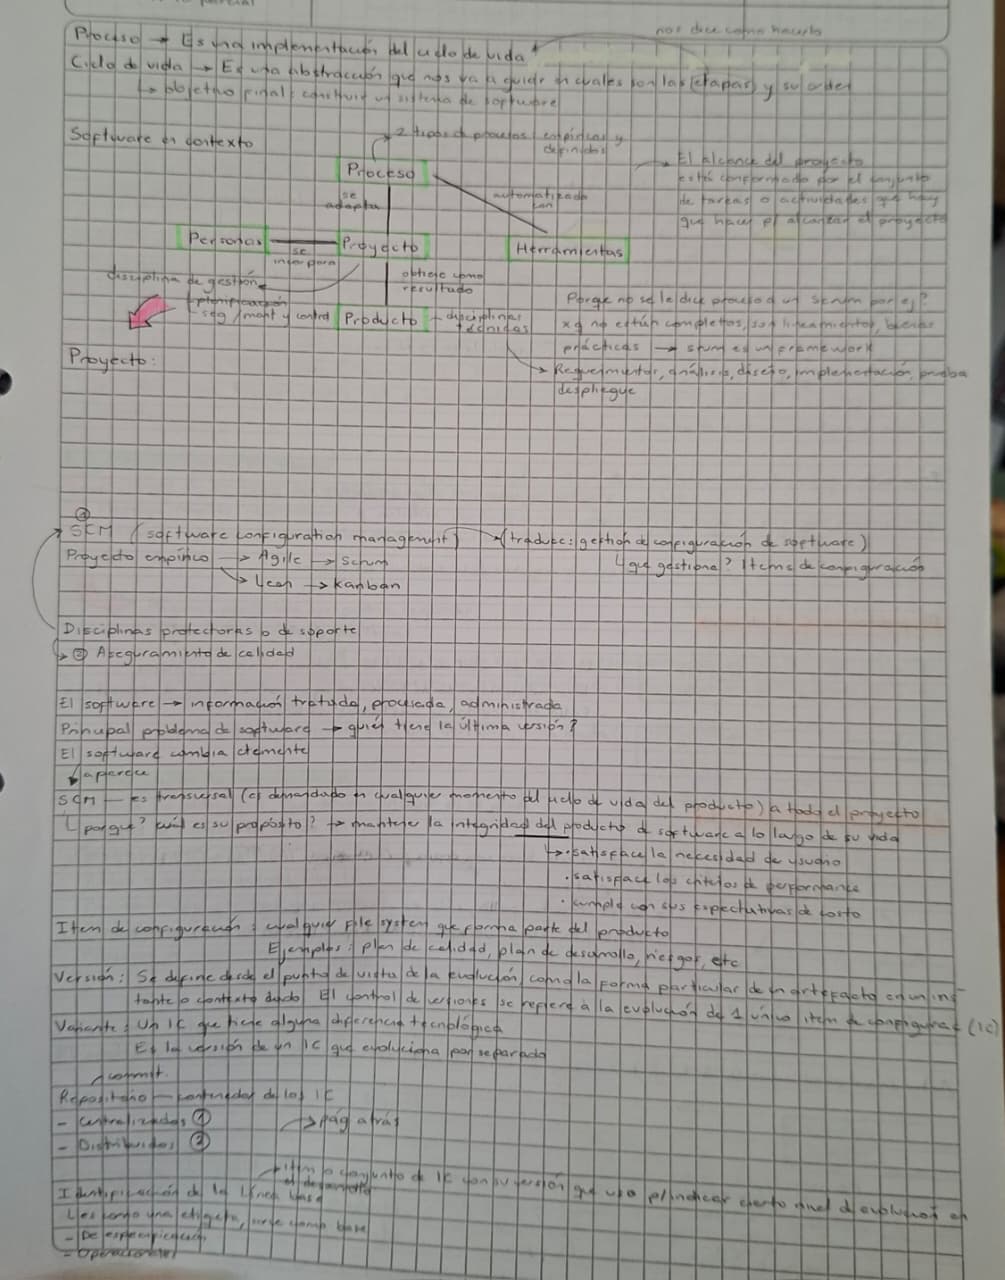 nos dice como hacerlo
Proceso → Es una implementación del ciclo de vida
Ciclo de vida → Es una abstracción que nos va a guiar en cuales son las etapas y su orden
↳ objetivo final: construir un sistema de software
Software en contexto
2 tipos de procesos: empíricos y definidos
Proceso
→ El alcance del proyecto
está conformado por el conjunto
de tareas o actividades que hay
que hacer p/ alcanzar el proyecto
se adapta
automatizado con
Personas
se incorpora
Proyecto
Herramientas
disciplina de gestión
planificación
seg/monit y control
obtiene como resultado
Producto – disciplinas técnicas
Porque no se le dice proceso a un scrum por ej?
xq no están completos, son lineamientos, buenas
prácticas → scrum es un framework
→ Requerimientos, análisis, diseño, implementación, prueba
despliegue
Proyecto:
①
SCM (software configuration management) → (traducc: gestión de configuración de software)
↳ que gestiona? Items de configuración
Proyecto empírico → Agile → Scrum
→ Lean → Kanban
Disciplinas protectoras o de soporte
↳ ② Aseguramiento de calidad
El software → información tratada, procesada, administrada
Principal problema de software → quién tiene la última versión?
El software cambia ctemente
aparece
SCM — es transversal (es demandado en cualquier momento del ciclo de vida del producto) a todo el proyecto
↳ porque? cuál es su propósito? → mantener la integridad del producto de software a lo largo de su vida
↳ · satisface la necesidad de usuario
· satisface los criterios de performance
· cumple con sus expectativas de costo
Item de configuración: cualquier file system que forma parte del producto
Ejemplos: plan de calidad, plan de desarrollo, riesgos, etc
Versión: Se define desde el punto de vista de la evolución, como la forma particular de un artefacto en un ins-
tante o contexto dado El control de versiones se refiere a la evolución de 1 único item de configurac (IC)
Variante: Un IC que tiene alguna diferencia tecnológica
Es la versión de un IC que evoluciona por separado
commit
Repositorio — contenedor de los IC
– Centralizados ①
→ pág atrás
– Distribuidos ②
→ item o conjunto de IC con su versión que uso p/indicar cierto nivel d evolución en
el desarrollo
Identificación de la línea base
↳ es como una etiqueta, sirve como base
– De especificación
– Operacional